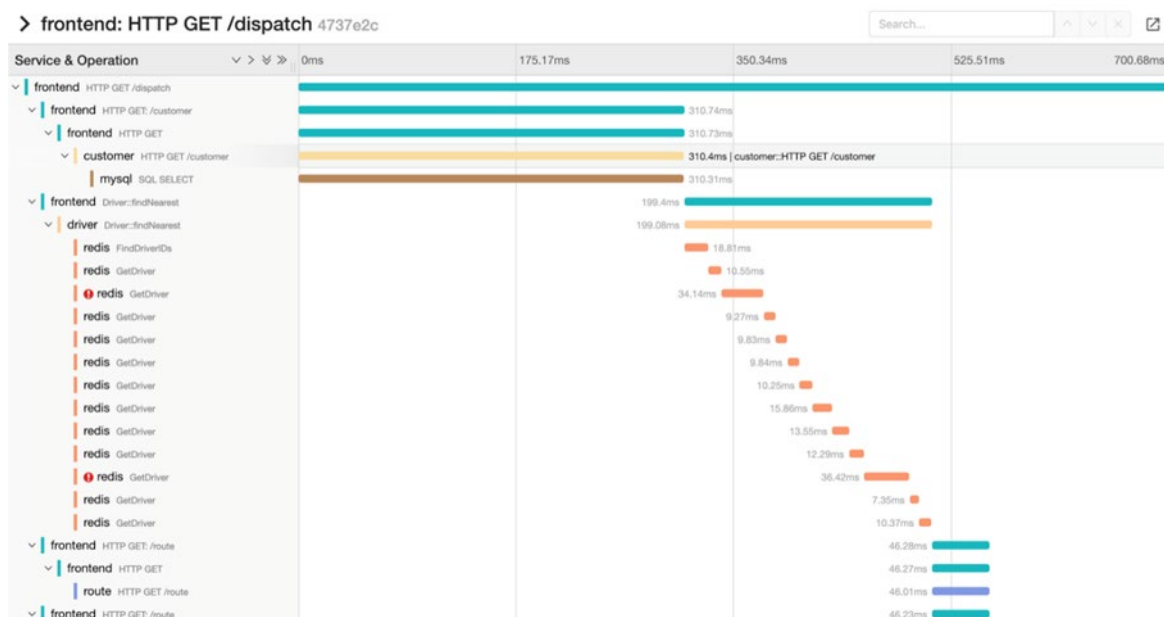 frontend: HTTP GET /dispatch 4737e2c
Search...
Service & Operation 0ms 175.17ms 350.34ms 525.51ms 700.68ms
frontend HTTP GET /dispatch
frontend HTTP GET: /customer 310.74ms
frontend HTTP GET 310.73ms
customer HTTP GET /customer 310.4ms | customer::HTTP GET /customer
mysql SQL SELECT 310.31ms
frontend Driver::findNearest 199.4ms
driver Driver::findNearest 199.08ms
redis FindDriverIDs 18.81ms
redis GetDriver 10.55ms
redis GetDriver 34.14ms
redis GetDriver 9.27ms
redis GetDriver 9.83ms
redis GetDriver 9.84ms
redis GetDriver 10.25ms
redis GetDriver 15.86ms
redis GetDriver 13.55ms
redis GetDriver 12.29ms
redis GetDriver 36.42ms
redis GetDriver 7.35ms
redis GetDriver 10.37ms
frontend HTTP GET: /route 46.28ms
frontend HTTP GET 46.27ms
route HTTP GET /route 46.01ms
frontend HTTP GET: /route 46.23ms